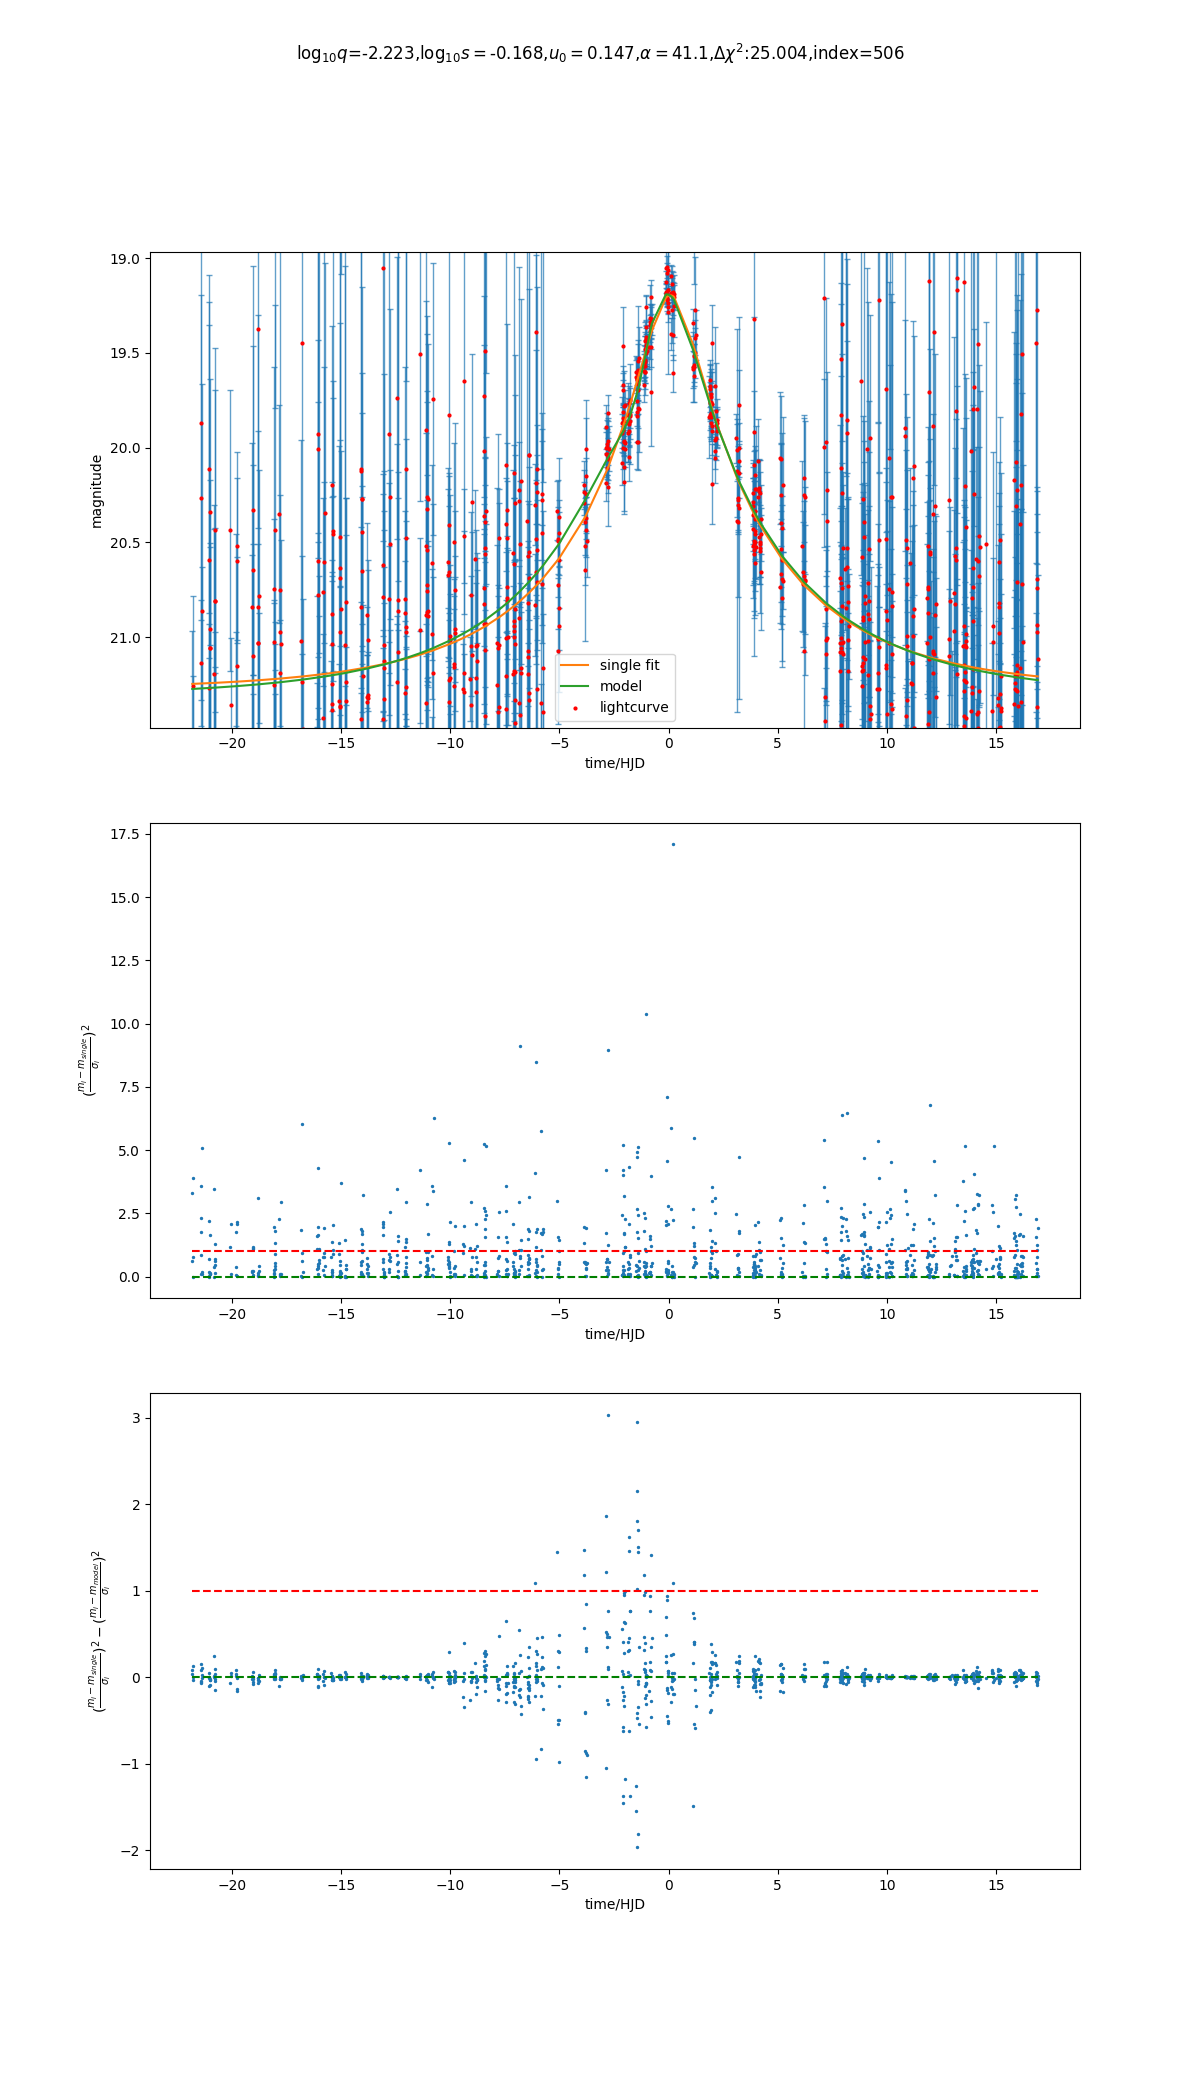 log₁₀q=-2.223,log₁₀s = -0.168,u₀ = 0.147,α = 41.1,Δχ²:25.004,index=506
19.0
19.5
20.0
20.5
21.0
magnitude
single fit
model
lightcurve
−20 −15 −10 −5 0 5 10 15
time/HJD
17.5
15.0
12.5
10.0
7.5
5.0
2.5
0.0
(mᵢ − m_single / σᵢ)²
−20 −15 −10 −5 0 5 10 15
time/HJD
3
2
1
0
−1
−2
(mᵢ − m_single / σᵢ)² − (mᵢ − m_model / σᵢ)²
−20 −15 −10 −5 0 5 10 15
time/HJD